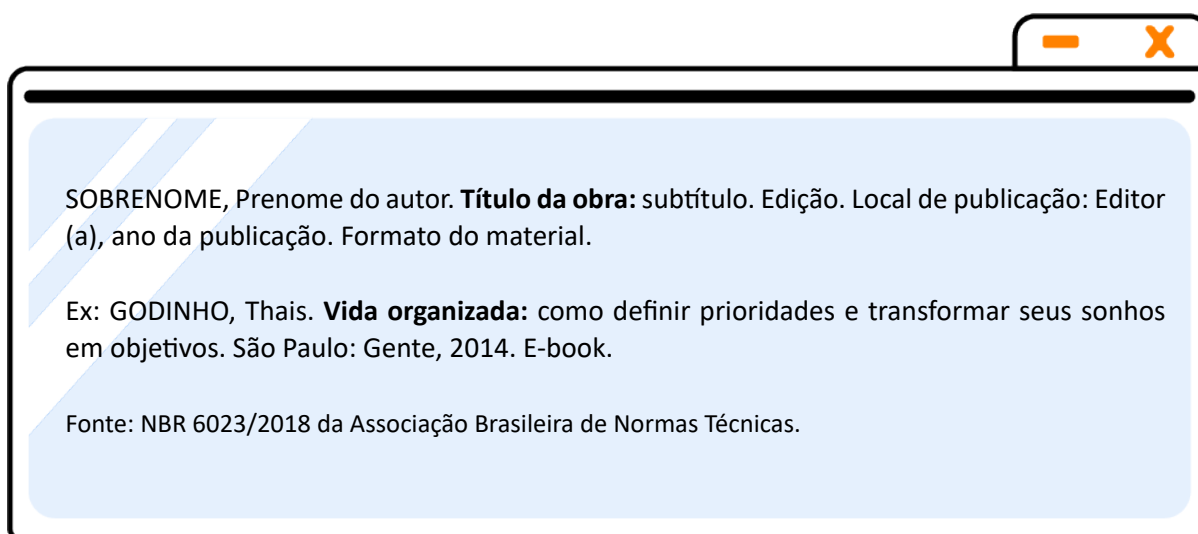 SOBRENOME, Prenome do autor. Título da obra: subtítulo. Edição. Local de publicação: Editor
(a), ano da publicação. Formato do material.
Ex: GODINHO, Thais. Vida organizada: como definir prioridades e transformar seus sonhos
em objetivos. São Paulo: Gente, 2014. E-book.
Fonte: NBR 6023/2018 da Associação Brasileira de Normas Técnicas.